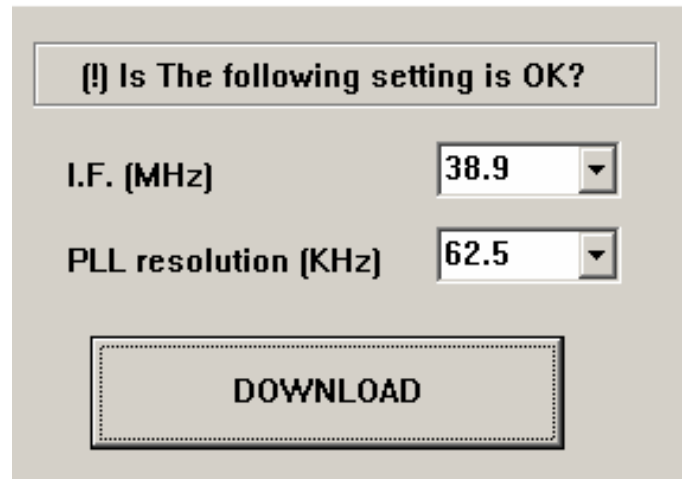 (!) Is The following setting is OK?
I.F. (MHz) 38.9
PLL resolution (KHz) 62.5
DOWNLOAD